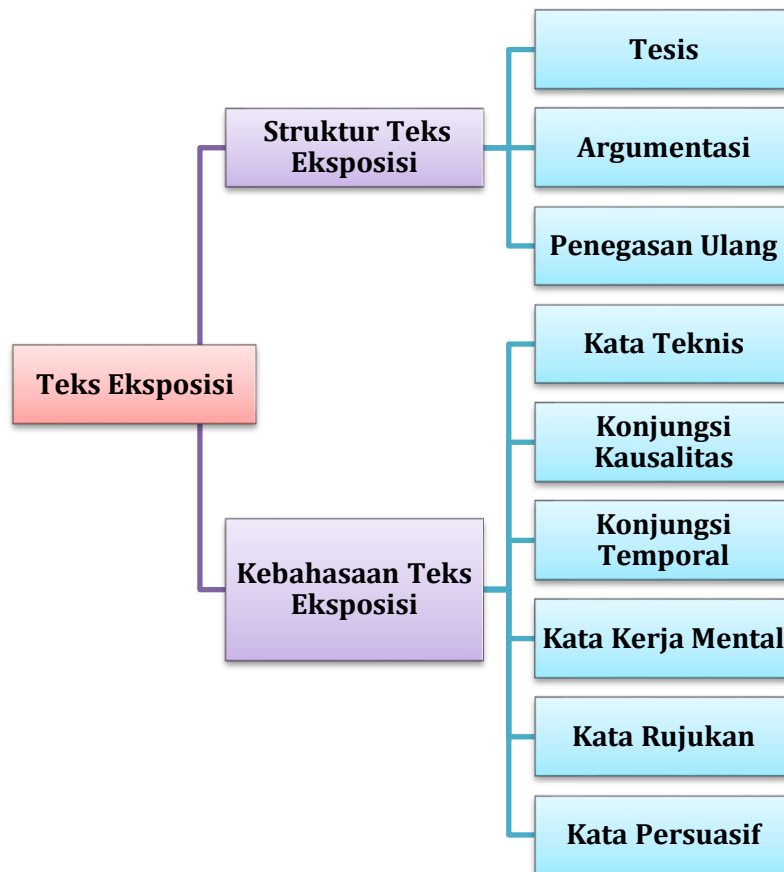 Teks Eksposisi
Struktur Teks
Eksposisi
Tesis
Argumentasi
Penegasan Ulang
Kebahasaan Teks
Eksposisi
Kata Teknis
Konjungsi
Kausalitas
Konjungsi
Temporal
Kata Kerja Mental
Kata Rujukan
Kata Persuasif